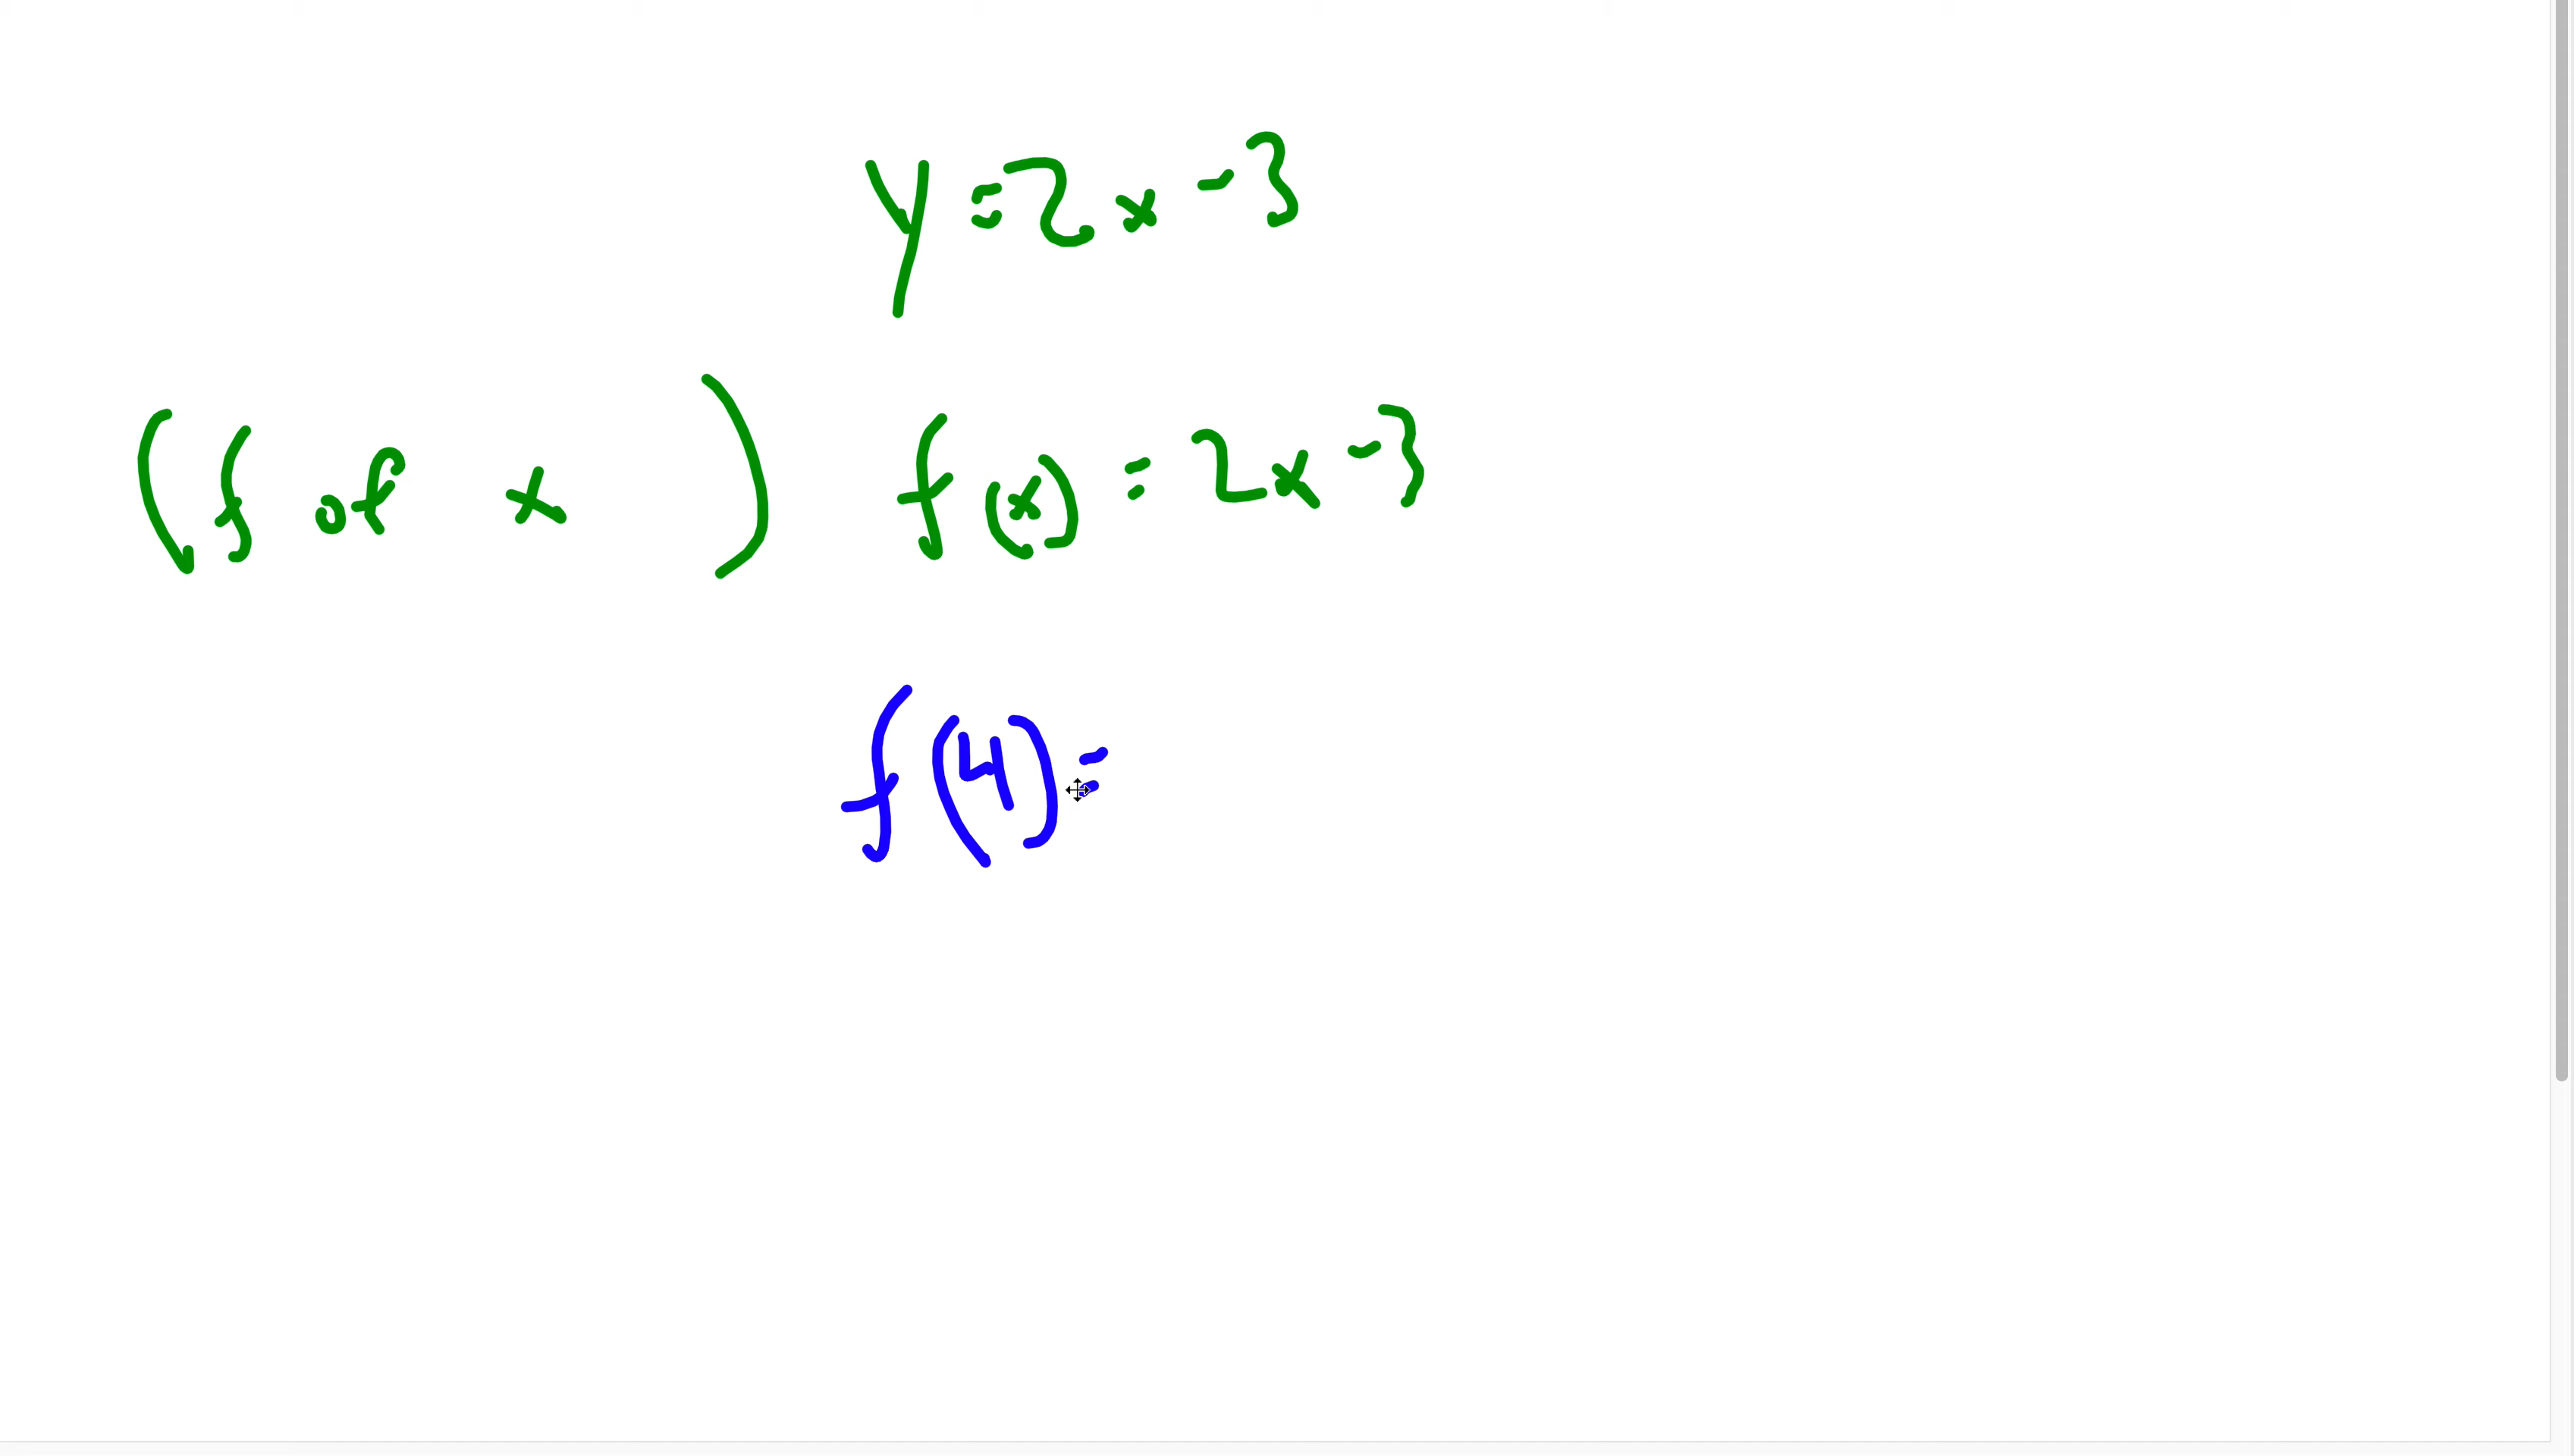 y = 2x - 3
(f of x) f(x) = 2x - 3
f(4) =